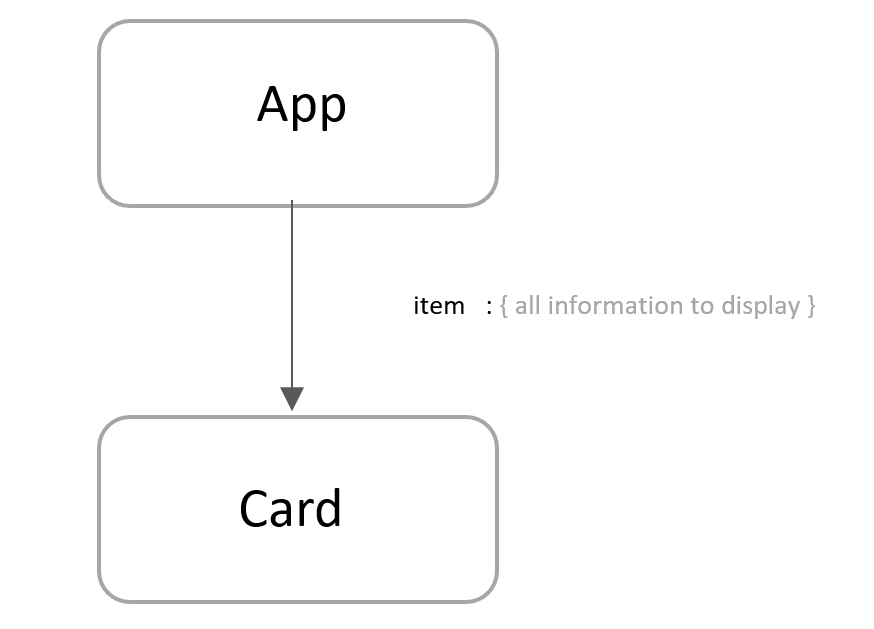 App
item : { all information to display }
Card